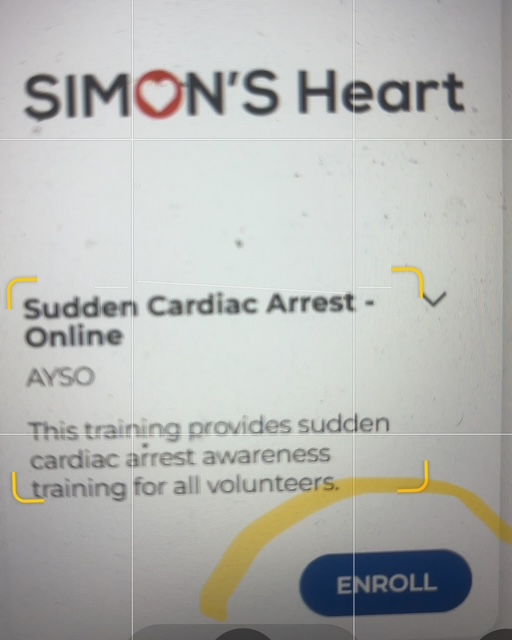 SIMON'S Heart
Sudden Cardiac Arrest -
Online
AYSO
This training provides sudden
cardiac arrest awareness
training for all volunteers.
ENROLL